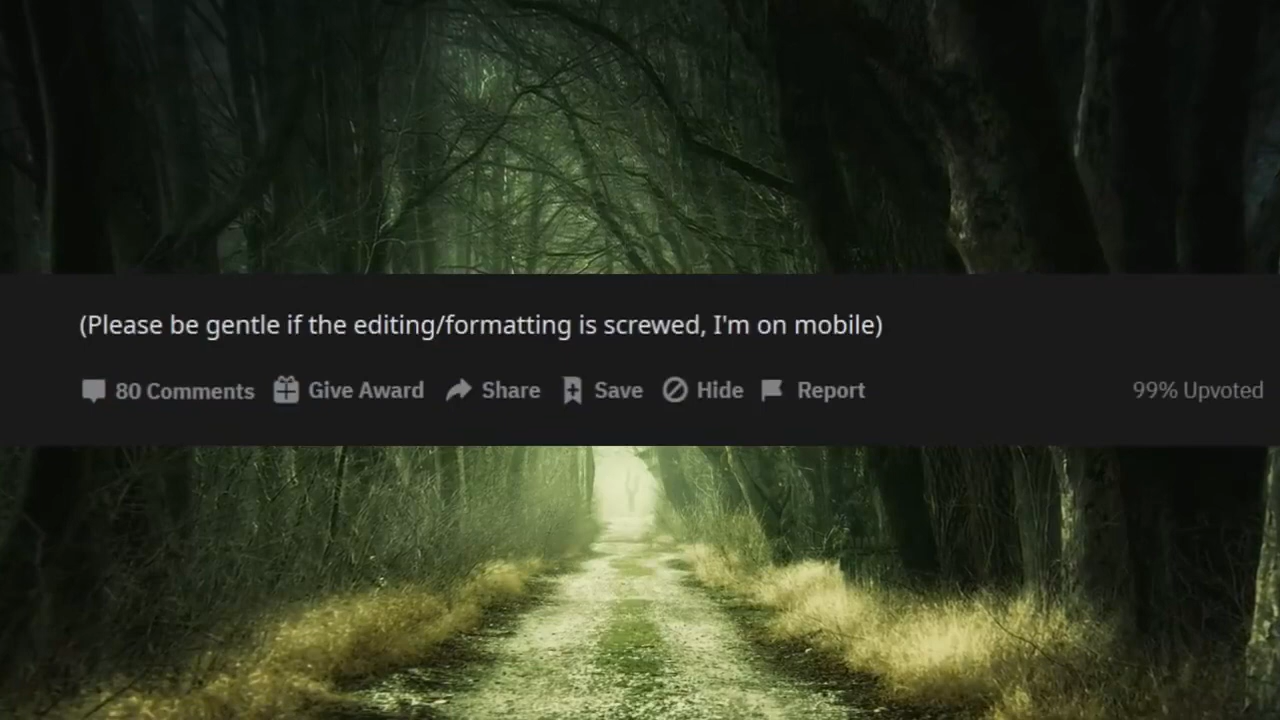 (Please be gentle if the editing/formatting is screwed, I'm on mobile)
80 Comments Give Award Share Save Hide Report 99% Upvoted